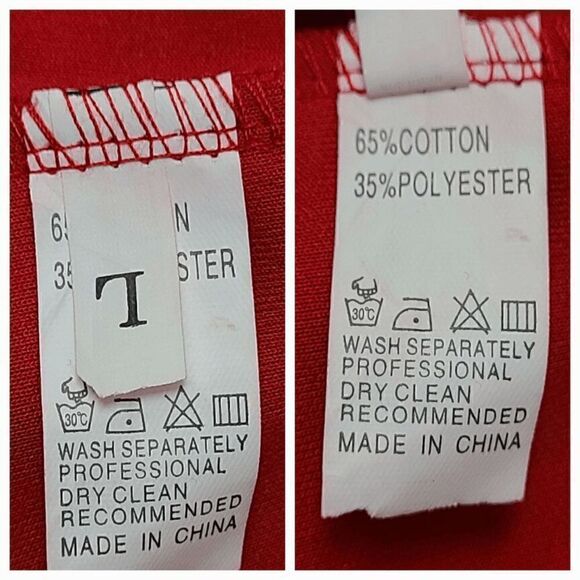 65
N
35
STER
L
30°C
WASH SEPARATELY
PROFESSIONAL
DRY CLEAN
RECOMMENDED
MADE IN CHINA
65%COTTON
35%POLYESTER
30°C
WASH SEPARATELY
PROFESSIONAL
DRY CLEAN
RECOMMENDED
MADE IN CHINA